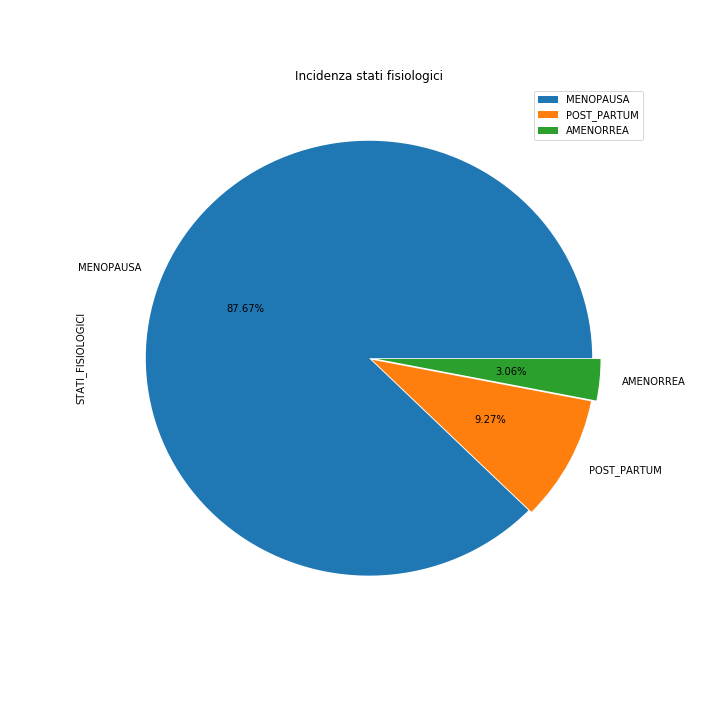 Incidenza stati fisiologici
MENOPAUSA
POST_PARTUM
AMENORREA
MENOPAUSA
87.67%
STATI_FISIOLOGICI
3.06%
AMENORREA
9.27%
POST_PARTUM